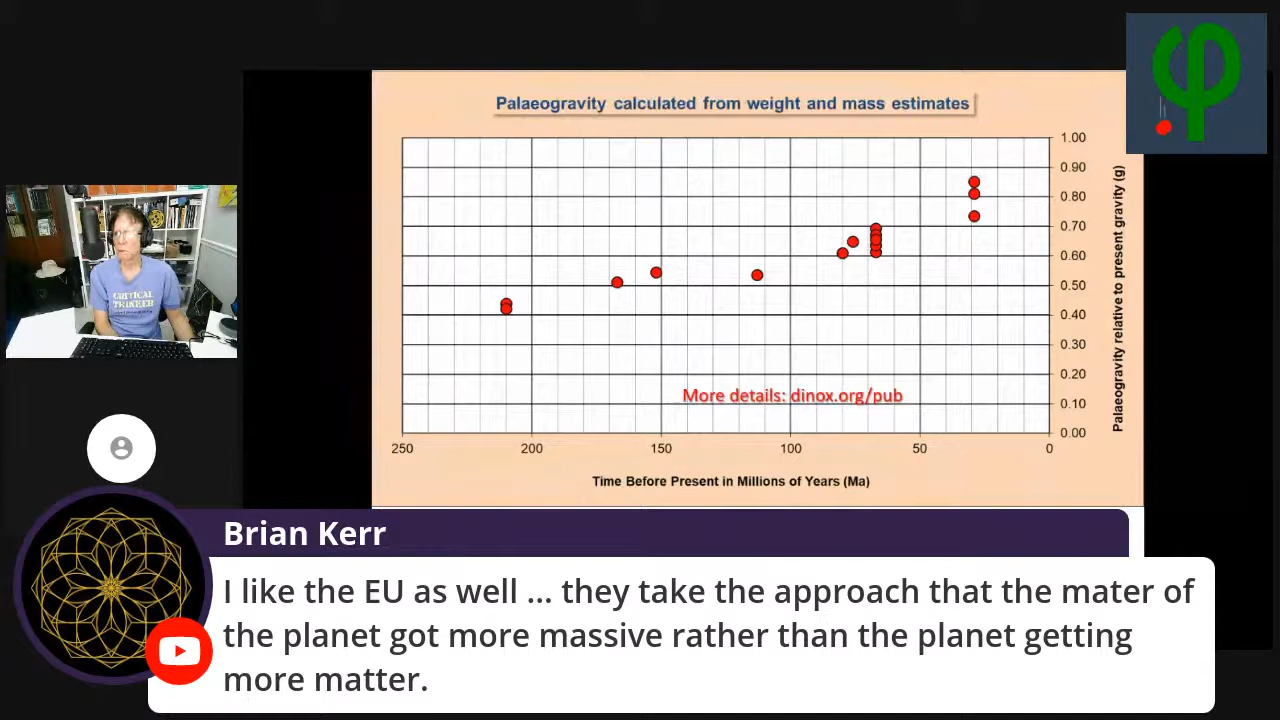 Palaeogravity calculated from weight and mass estimates
1.00
0.90
0.80
0.70
0.60
0.50
0.40
0.30
0.20
0.10
0.00
Palaeogravity relative to present gravity (g)
More details: dinox.org/pub
250 200 150 100 50 0
Time Before Present in Millions of Years (Ma)
CRITICAL
THINKER
φ
Brian Kerr
I like the EU as well ... they take the approach that the mater of
the planet got more massive rather than the planet getting
more matter.